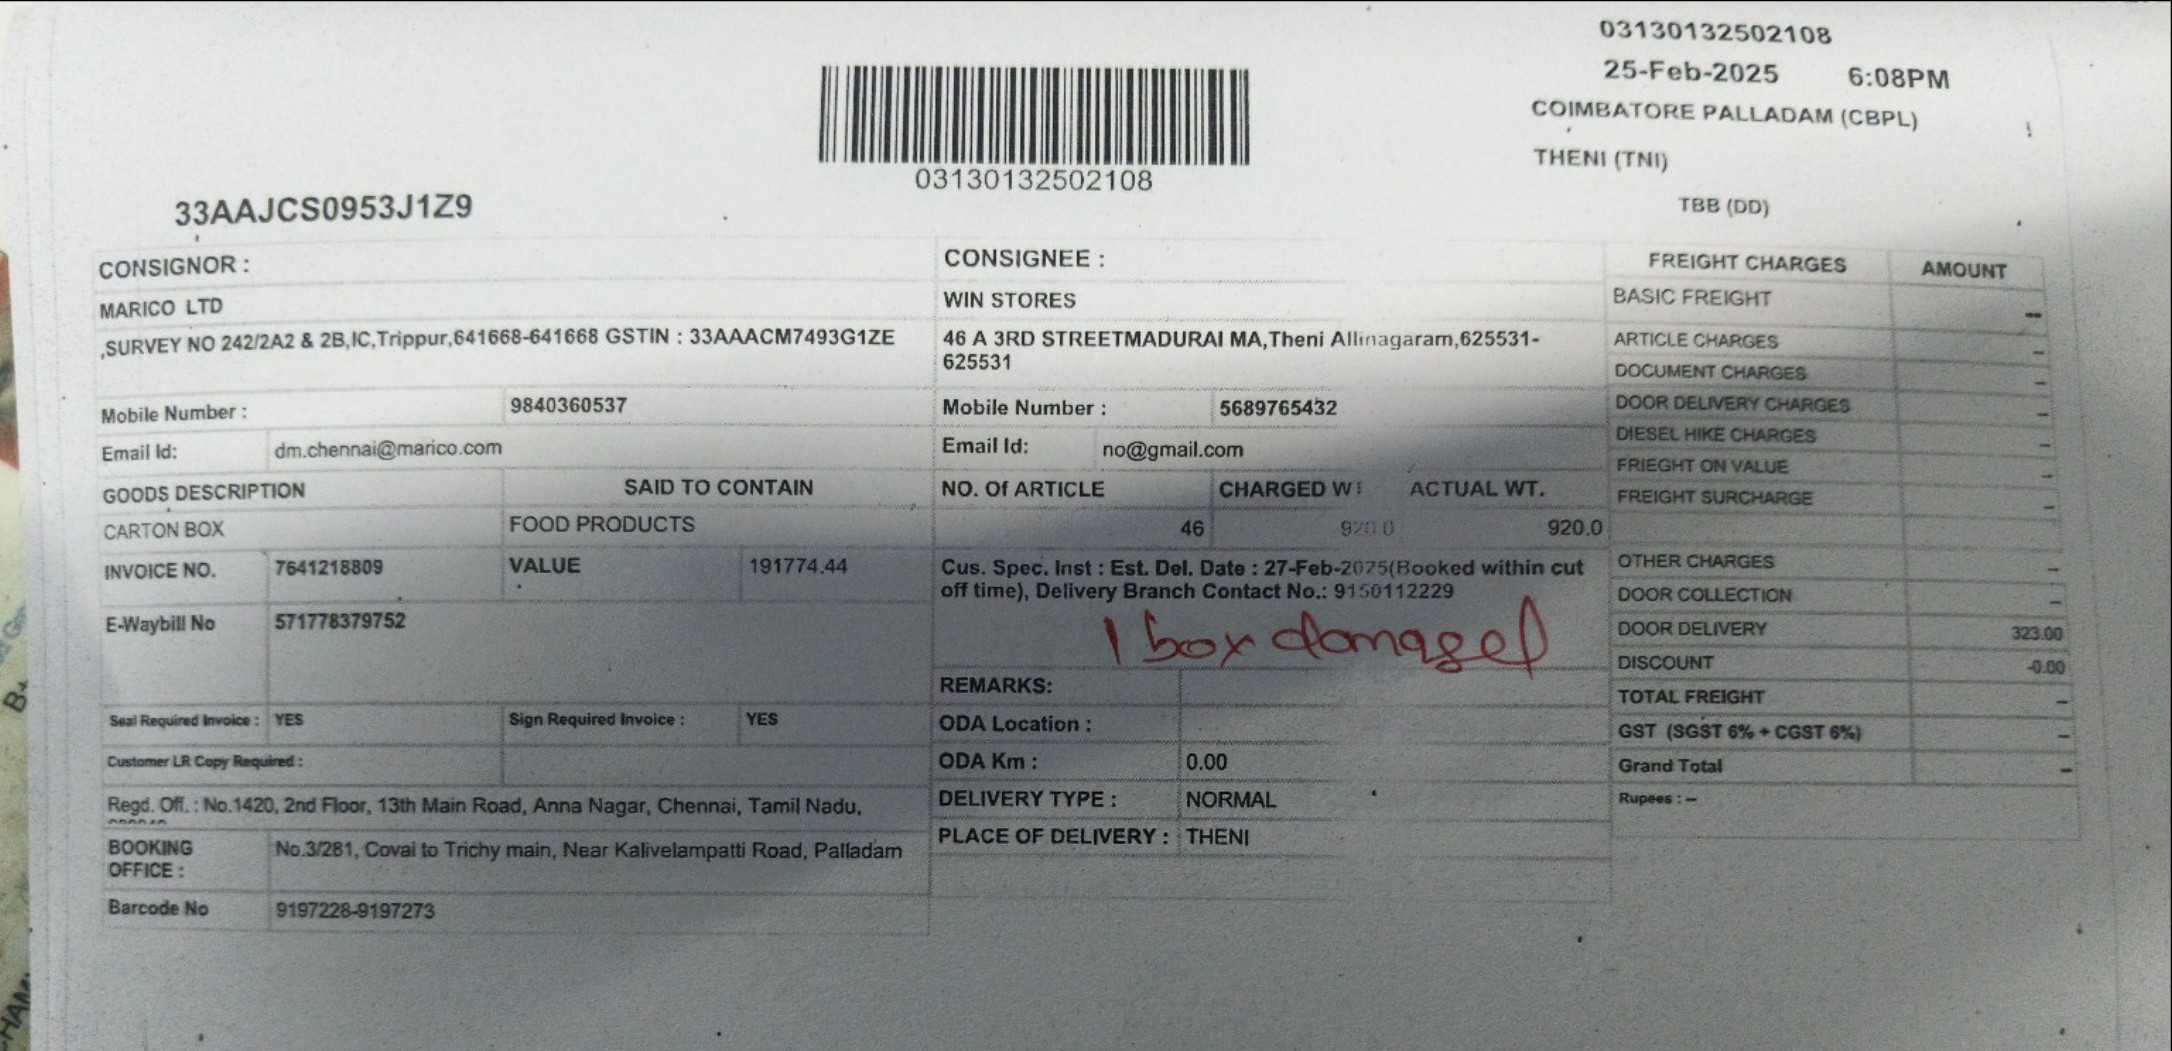 03130132502108
25-Feb-2025 6:08PM
COIMBATORE PALLADAM (CBPL)
THENI (TNI)
TBB (DD)
03130132502108
33AAJCS0953J1Z9
CONSIGNOR :
MARICO LTD
,SURVEY NO 242/2A2 & 2B,IC,Trippur,641668-641668 GSTIN : 33AAACM7493G1ZE
Mobile Number : 9840360537
Email Id: dm.chennai@marico.com
GOODS DESCRIPTION SAID TO CONTAIN
CARTON BOX FOOD PRODUCTS
INVOICE NO. 7641218809 VALUE 191774.44
E-Waybill No 571778379752
Seal Required Invoice : YES Sign Required Invoice : YES
Customer LR Copy Required :
Regd. Off. : No.1420, 2nd Floor, 13th Main Road, Anna Nagar, Chennai, Tamil Nadu,
BOOKING OFFICE : No.3/281, Covai to Trichy main, Near Kalivelampatti Road, Palladam
Barcode No 9197228-9197273
CONSIGNEE :
WIN STORES
46 A 3RD STREETMADURAI MA,Theni Allinagaram,625531-
625531
Mobile Number : 5689765432
Email Id: no@gmail.com
NO. Of ARTICLE CHARGED W ACTUAL WT.
46 920.0 920.0
Cus. Spec. Inst : Est. Del. Date : 27-Feb-2025(Booked within cut
off time), Delivery Branch Contact No.: 9150112229
1 box damaged
REMARKS:
ODA Location :
ODA Km : 0.00
DELIVERY TYPE : NORMAL
PLACE OF DELIVERY : THENI
FREIGHT CHARGES AMOUNT
BASIC FREIGHT --
ARTICLE CHARGES -
DOCUMENT CHARGES -
DOOR DELIVERY CHARGES -
DIESEL HIKE CHARGES -
FRIEGHT ON VALUE -
FREIGHT SURCHARGE -
OTHER CHARGES -
DOOR COLLECTION -
DOOR DELIVERY 323.00
DISCOUNT -0.00
TOTAL FREIGHT -
GST (SGST 6% + CGST 6%) -
Grand Total -
Rupees : --